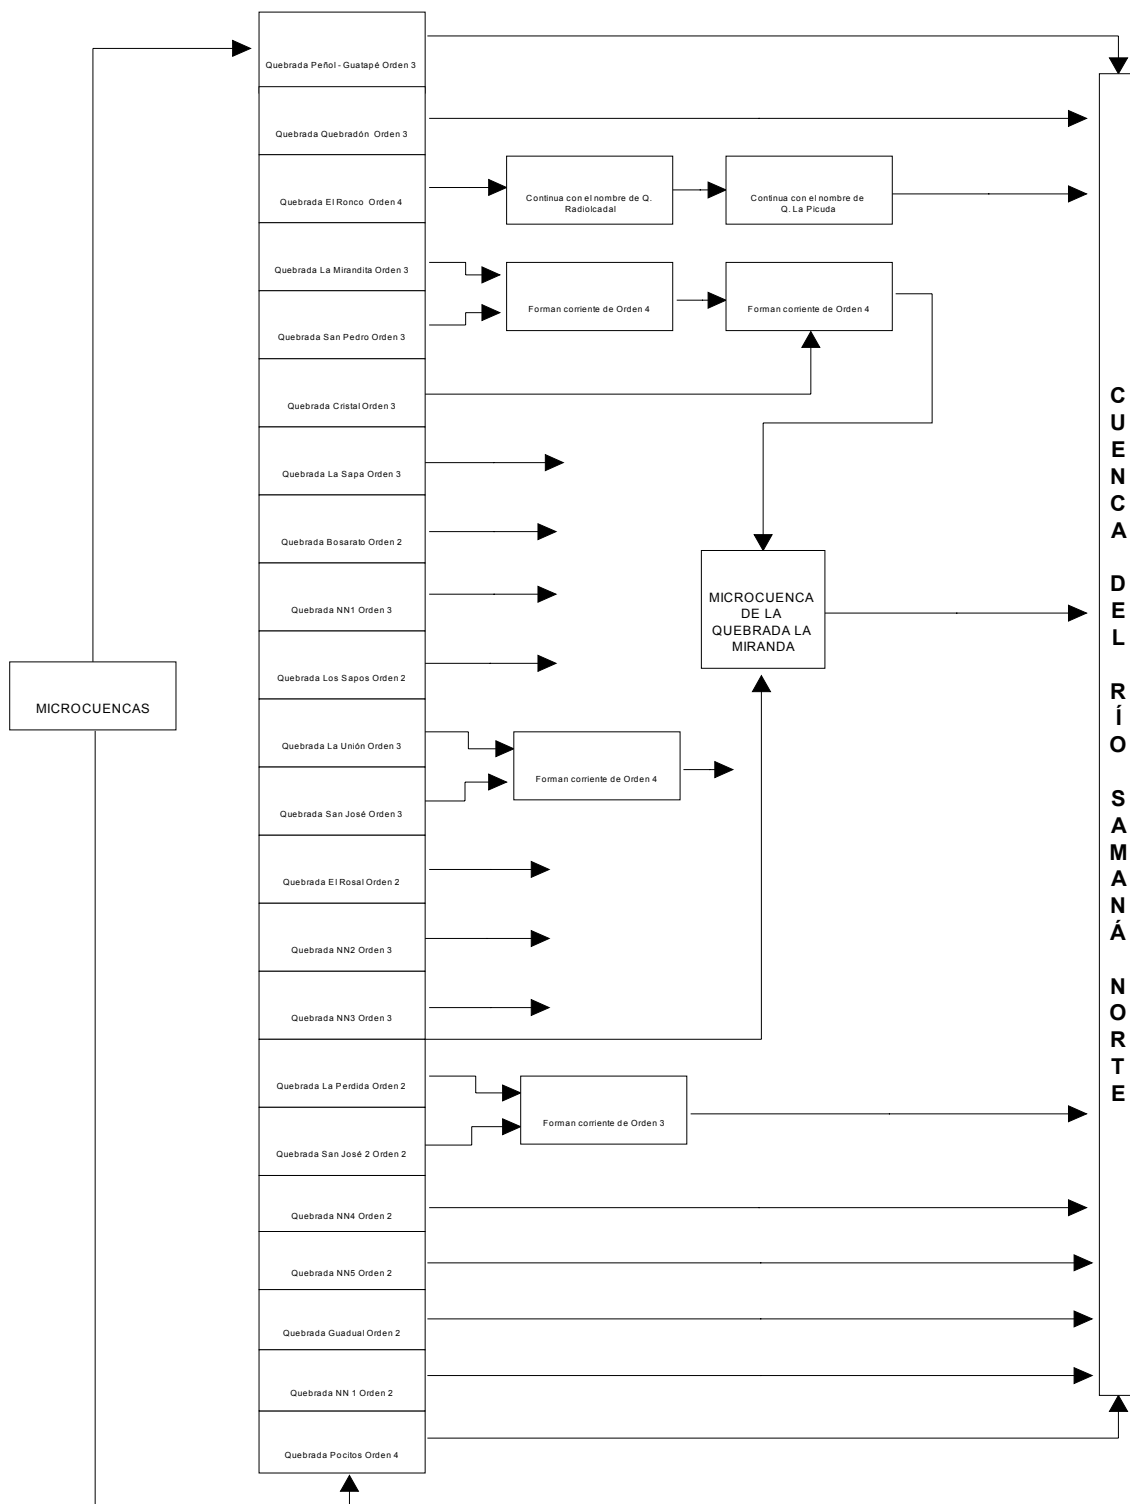 Quebrada Peñol - Guatapé Orden 3
Quebrada Quebradón Orden 3
Quebrada El Ronco Orden 4
Continua con el nombre de Q.
Radiolcadal
Continua con el nombre de
Q. La Picuda
Quebrada La Mirandita Orden 3
Quebrada San Pedro Orden 3
Forman corriente de Orden 4
Forman corriente de Orden 4
Quebrada Cristal Orden 3
Quebrada La Sapa Orden 3
Quebrada Bosarato Orden 2
Quebrada NN1 Orden 3
Quebrada Los Sapos Orden 2
MICROCUENCA
DE LA
QUEBRADA LA
MIRANDA
MICROCUENCAS
Quebrada La Unión Orden 3
Quebrada San José Orden 3
Forman corriente de Orden 4
Quebrada El Rosal Orden 2
Quebrada NN2 Orden 3
Quebrada NN3 Orden 3
Quebrada La Perdida Orden 2
Quebrada San José 2 Orden 2
Forman corriente de Orden 3
Quebrada NN4 Orden 2
Quebrada NN5 Orden 2
Quebrada Guadual Orden 2
Quebrada NN 1 Orden 2
Quebrada Pocitos Orden 4
CUENCA DEL RÍO SAMANÁ NORTE